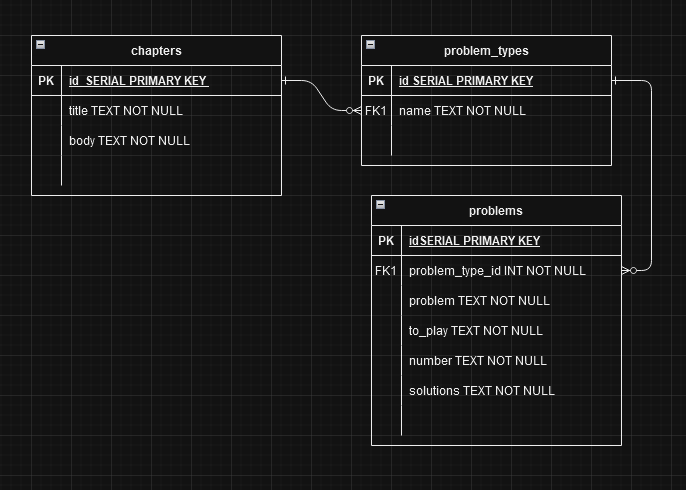 chapters
PK id SERIAL PRIMARY KEY
title TEXT NOT NULL
body TEXT NOT NULL
problem_types
PK id SERIAL PRIMARY KEY
FK1 name TEXT NOT NULL
problems
PK idSERIAL PRIMARY KEY
FK1 problem_type_id INT NOT NULL
problem TEXT NOT NULL
to_play TEXT NOT NULL
number TEXT NOT NULL
solutions TEXT NOT NULL